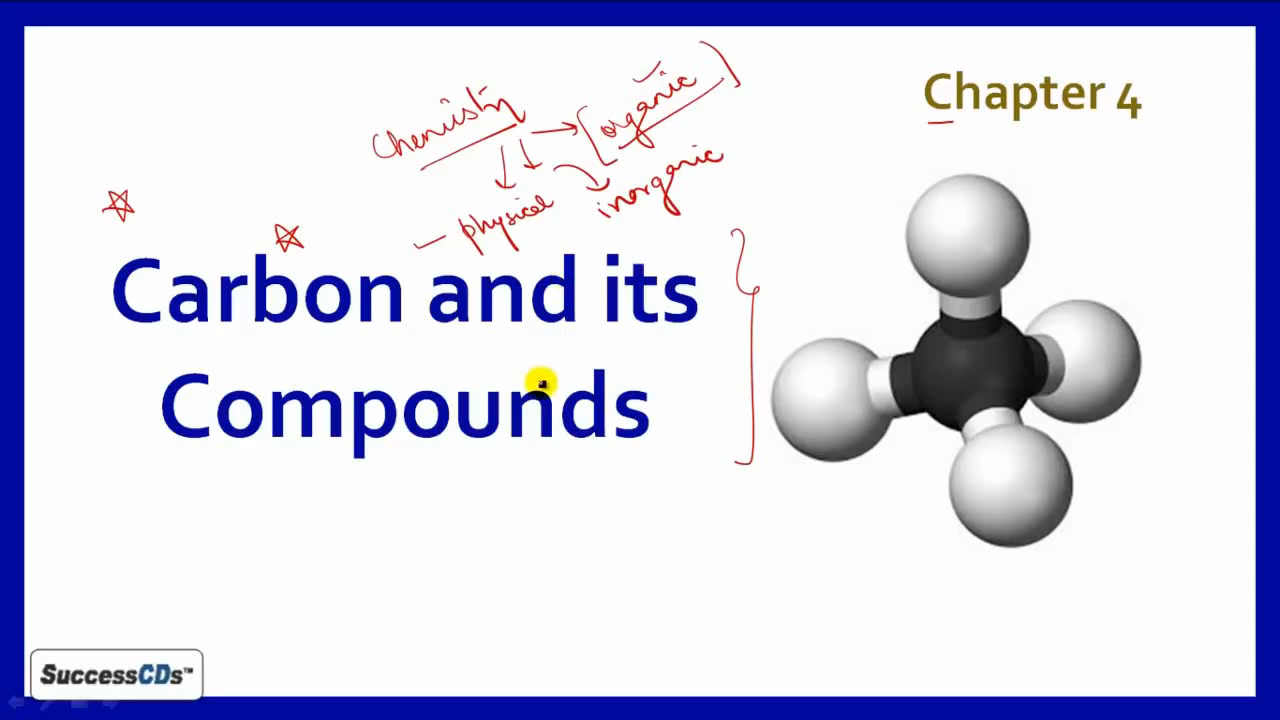 Chapter 4
Chemistry
[organic]
physical
inorganic
Carbon and its
Compounds
SuccessCDs™